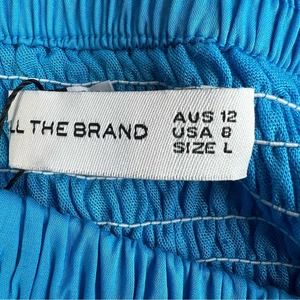 LL THE BRAND
AUS 12
USA 8
SIZE L